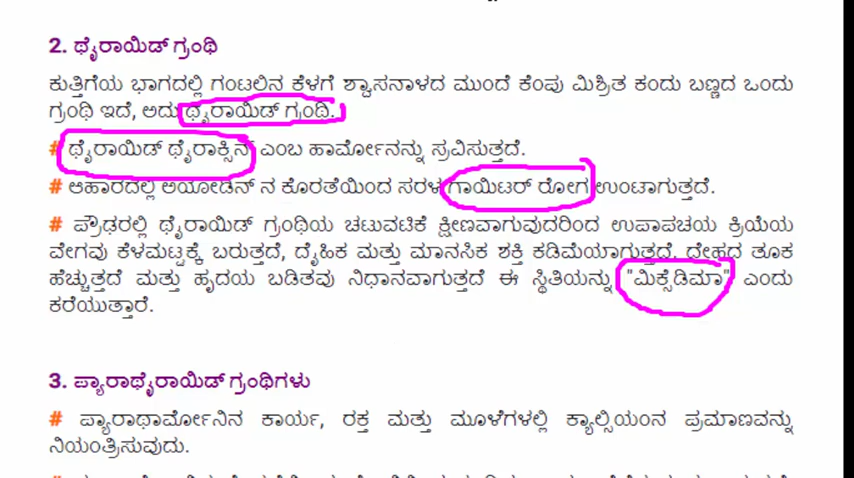 2. ಥೈರಾಯಿಡ್ ಗ್ರಂಥಿ
ಕುತ್ತಿಗೆಯ ಭಾಗದಲ್ಲಿ ಗಂಟಲಿನ ಕೆಳಗೆ ಶ್ವಾಸನಾಳದ ಮುಂದೆ ಕೆಂಪು ಮಿಶ್ರಿತ ಕಂದು ಬಣ್ಣದ ಒಂದು
ಗ್ರಂಥಿ ಇದೆ, ಅದು ಥೈರಾಯಿಡ್ ಗ್ರಂಥಿ.
# ಥೈರಾಯಿಡ್ ಥೈರಾಕ್ಸಿನ್ ಎಂಬ ಹಾರ್ಮೋನನ್ನು ಸ್ರವಿಸುತ್ತದೆ.
# ಆಹಾರದಲ್ಲಿ ಅಯೋಡಿನ್ ನ ಕೊರತೆಯಿಂದ ಸರಳ ಗಾಯಿಟರ್ ರೋಗ ಉಂಟಾಗುತ್ತದೆ.
# ಪ್ರೌಢರಲ್ಲಿ ಥೈರಾಯಿಡ್ ಗ್ರಂಥಿಯ ಚಟುವಟಿಕೆ ಕ್ಷೀಣವಾಗುವುದರಿಂದ ಉಪಾಪಚಯ ಕ್ರಿಯೆಯ
ವೇಗವು ಕೆಳಮಟ್ಟಕ್ಕೆ ಬರುತ್ತದೆ, ದೈಹಿಕ ಮತ್ತು ಮಾನಸಿಕ ಶಕ್ತಿ ಕಡಿಮೆಯಾಗುತ್ತದೆ, ದೇಹದ ತೂಕ
ಹೆಚ್ಚುತ್ತದೆ ಮತ್ತು ಹೃದಯ ಬಡಿತವು ನಿಧಾನವಾಗುತ್ತದೆ ಈ ಸ್ಥಿತಿಯನ್ನು "ಮಿಕ್ಸೆಡಿಮಾ" ಎಂದು
ಕರೆಯುತ್ತಾರೆ.
3. ಪ್ಯಾರಾಥೈರಾಯಿಡ್ ಗ್ರಂಥಿಗಳು
# ಪ್ಯಾರಾಥಾರ್ಮೋನಿನ ಕಾರ್ಯ, ರಕ್ತ ಮತ್ತು ಮೂಳೆಗಳಲ್ಲಿ ಕ್ಯಾಲ್ಸಿಯಂನ ಪ್ರಮಾಣವನ್ನು
ನಿಯಂತ್ರಿಸುವುದು.